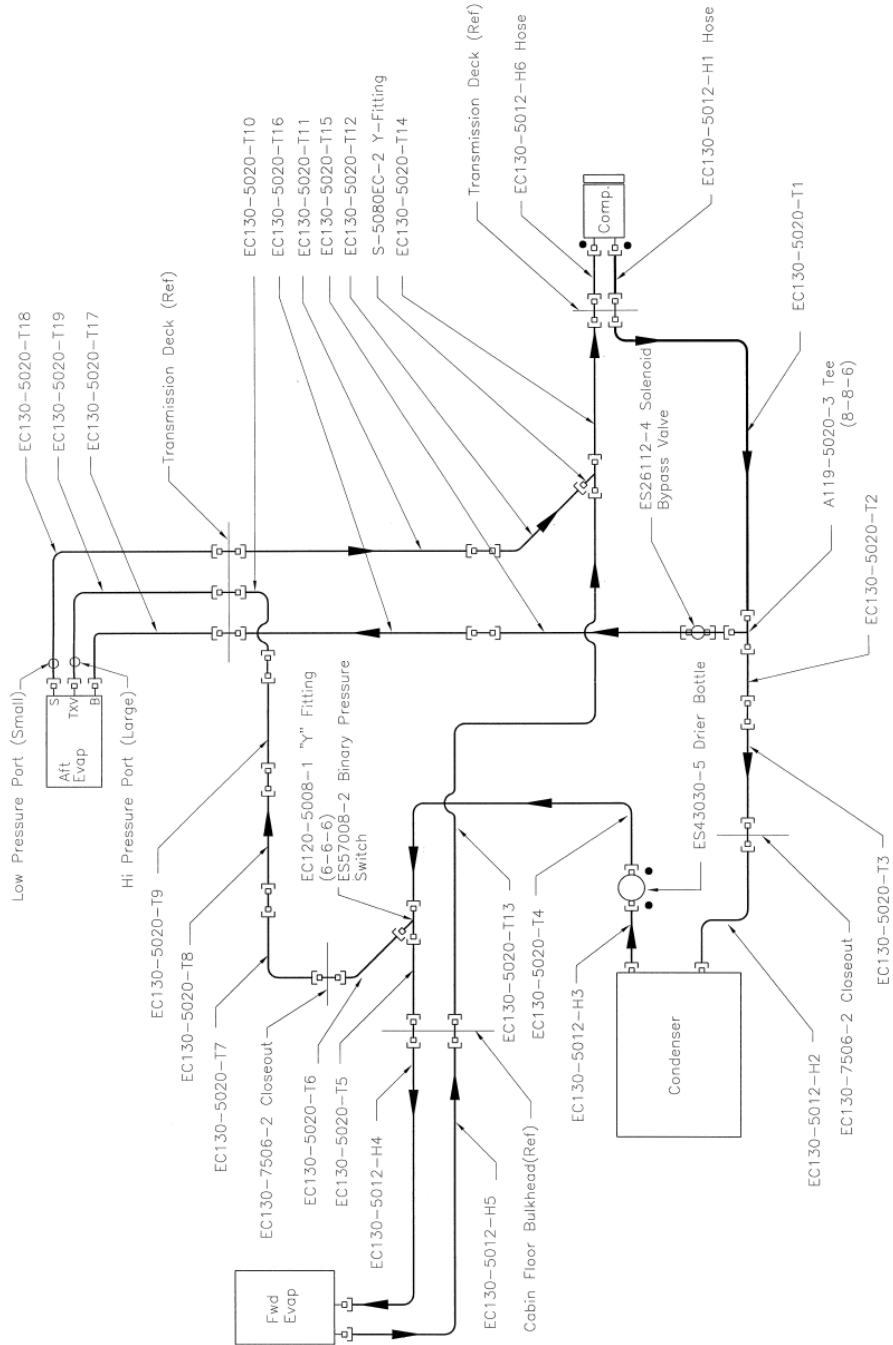 Low Pressure Port (Small)
EC130-5020-T18
EC130-5020-T19
EC130-5020-T17
Transmission Deck (Ref)
EC130-5020-T10
EC130-5020-T16
EC130-5020-T11
EC130-5020-T15
EC130-5020-T12
S-5080EC-2 Y-Fitting
EC130-5020-T14
Transmission Deck (Ref)
EC130-5012-H6 Hose
EC130-5012-H1 Hose
Aft
Evap
S
TXV
B
Hi Pressure Port (Large)
Comp.
EC130-5020-T9
EC130-5020-T8
EC130-5020-T7
EC130-7506-2 Closeout
EC120-5008-1 "Y" Fitting
(6-6-6)
ES57008-2 Binary Pressure
Switch
EC130-5020-T6
EC130-5020-T5
EC130-5012-H4
EC130-5012-H5
Cabin Floor Bulkhead(Ref)
Fwd
Evap
EC130-5020-T13
EC130-5020-T4
EC130-5012-H3
ES43030-5 Drier Bottle
ES26112-4 Solenoid
Bypass Valve
EC130-5020-T1
A119-5020-3 Tee
(8-8-6)
EC130-5020-T2
EC130-5020-T3
Condenser
EC130-5012-H2
EC130-7506-2 Closeout